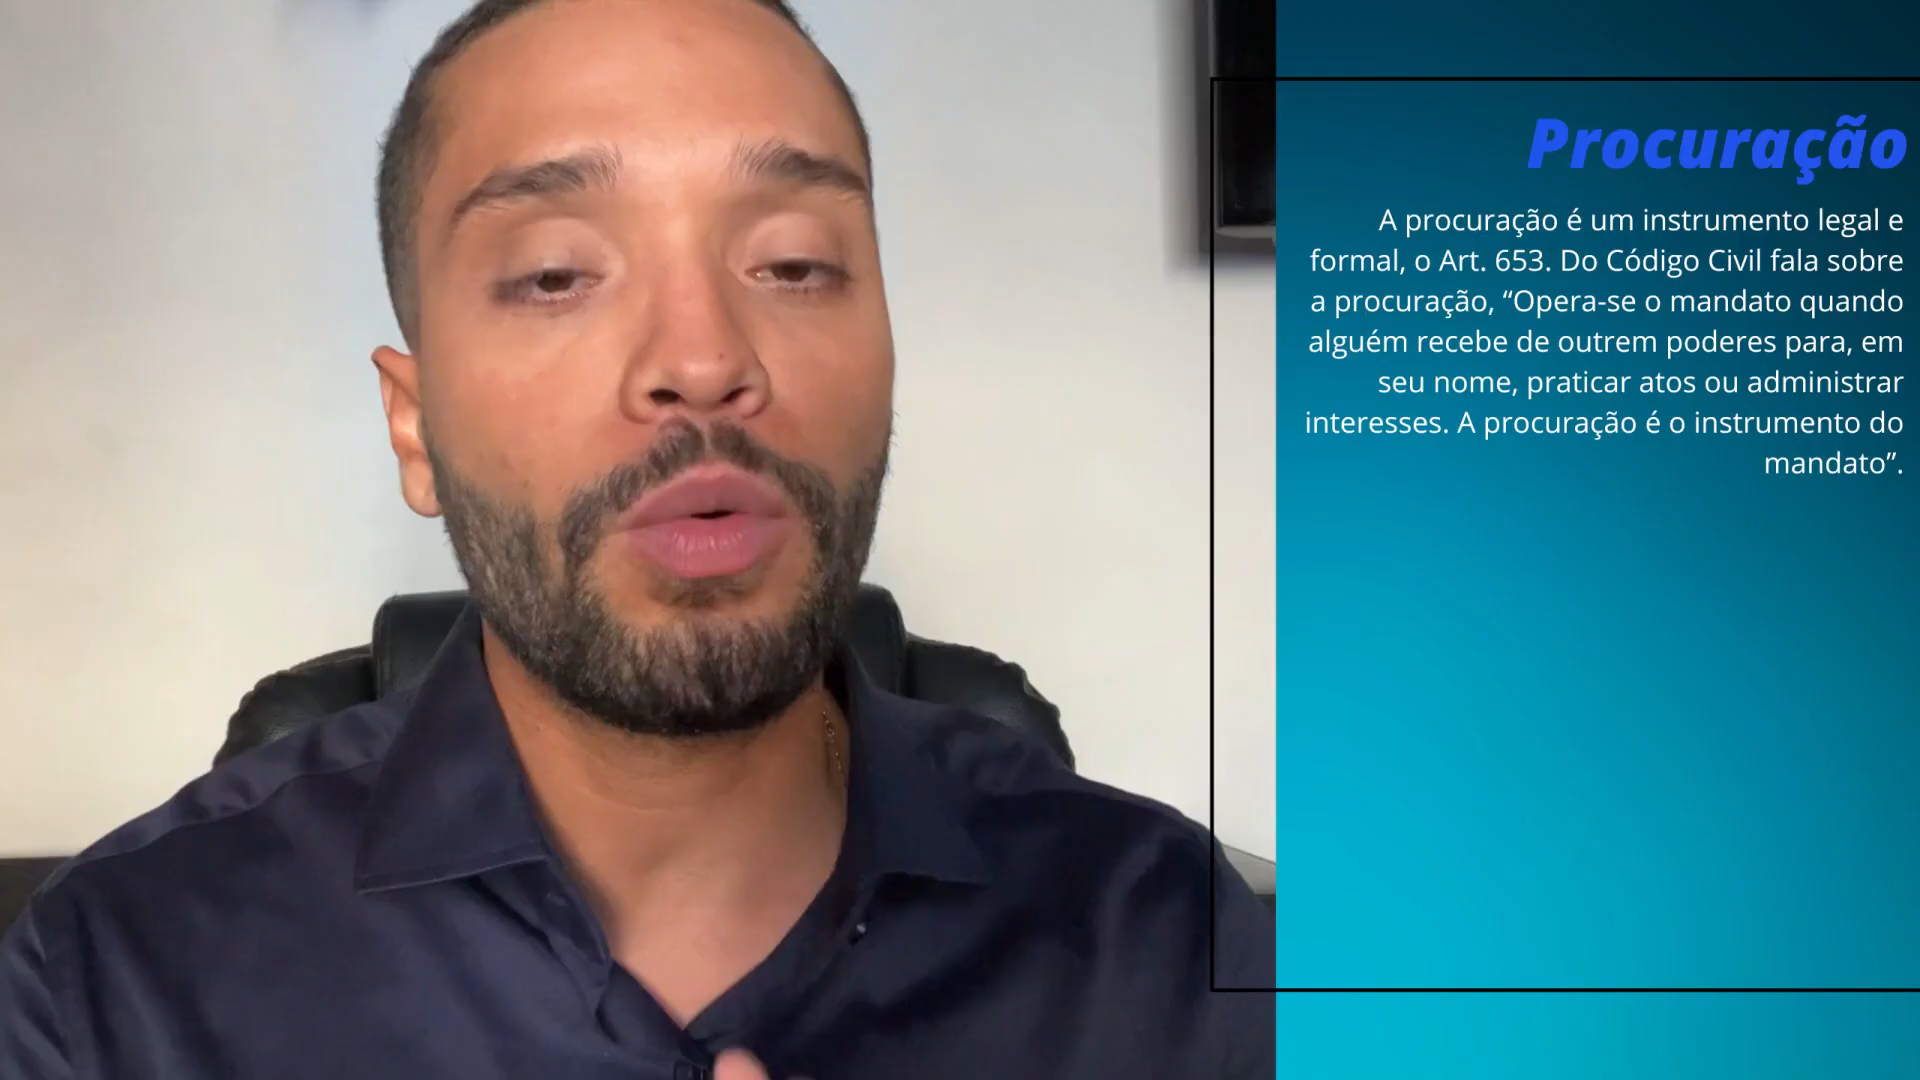 Procuração
A procuração é um instrumento legal e
formal, o Art. 653. Do Código Civil fala sobre
a procuração, “Opera-se o mandato quando
alguém recebe de outrem poderes para, em
seu nome, praticar atos ou administrar
interesses. A procuração é o instrumento do
mandato”.